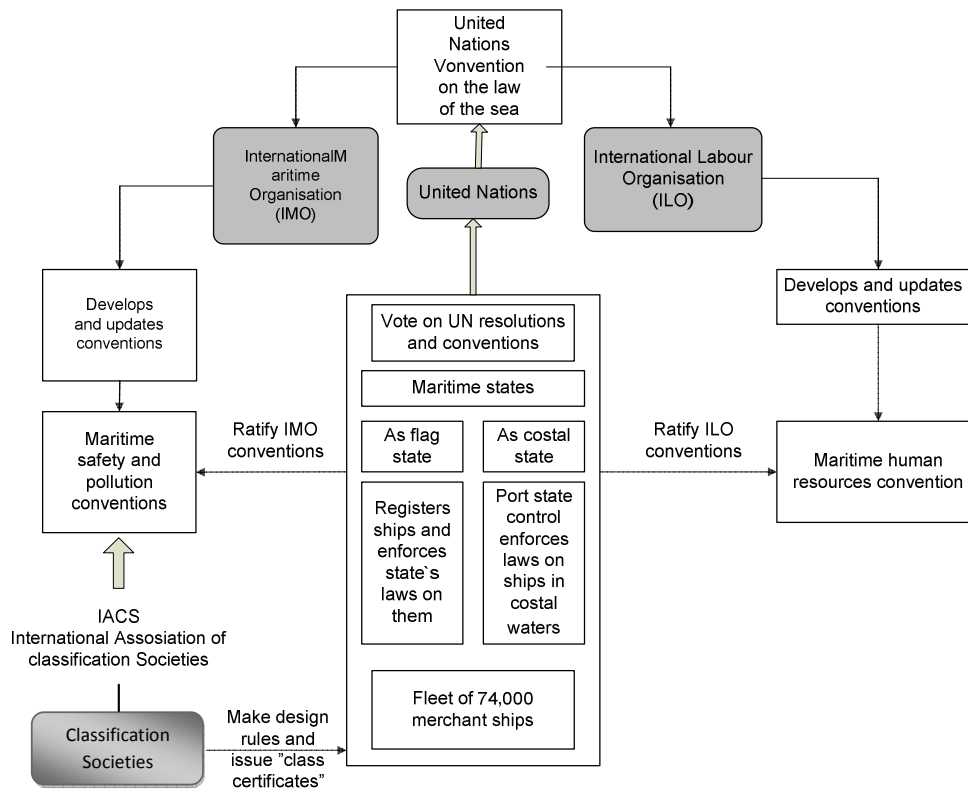 United
Nations
Vonvention
on the law
of the sea
InternationalM
aritime
Organisation
(IMO)
United Nations
International Labour
Organisation
(ILO)
Develops
and updates
conventions
Develops and updates
conventions
Vote on UN resolutions
and conventions
Maritime states
Maritime
safety and
pollution
conventions
Ratify IMO
conventions
As flag
state
As costal
state
Ratify ILO
conventions
Maritime human
resources convention
Registers
ships and
enforces
state`s
laws on
them
Port state
control
enforces
laws on
ships in
costal
waters
IACS
International Assosiation of
classification Societies
Fleet of 74,000
merchant ships
Classification
Societies
Make design
rules and
issue ”class
certificates”